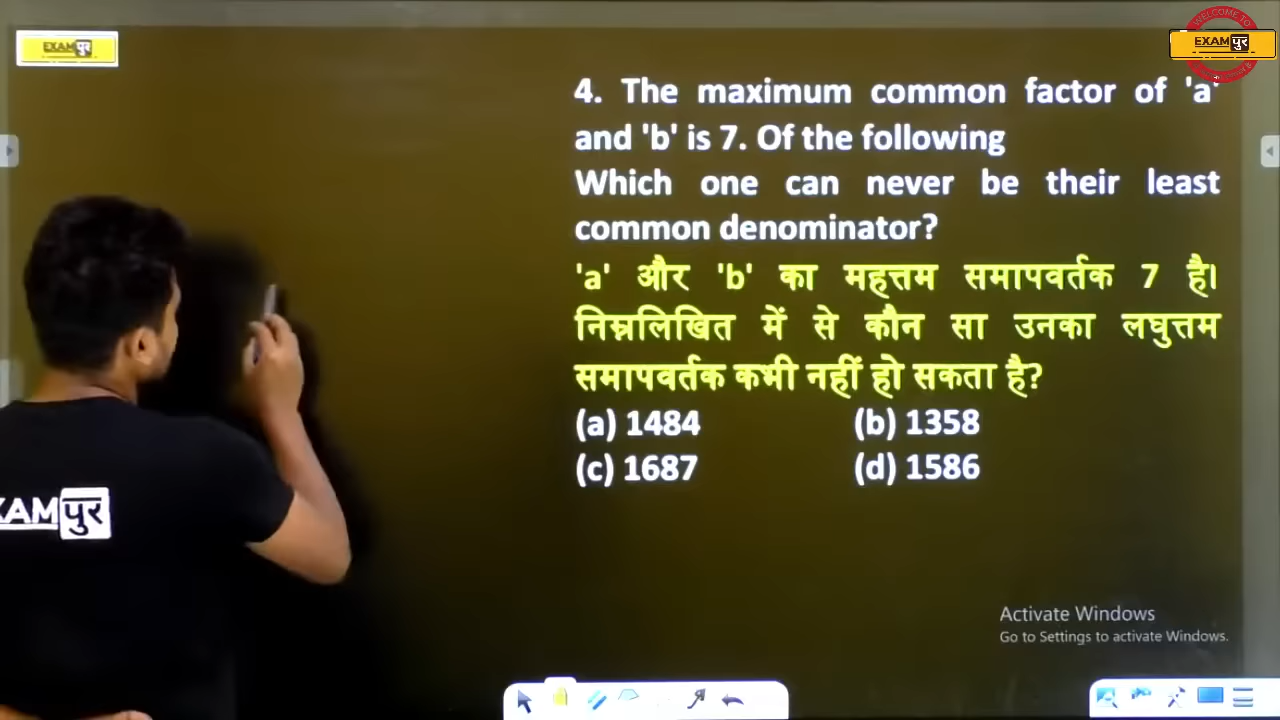 EXAMपुर
WELCOME TO
EXAMपुर
4. The maximum common factor of 'a'
and 'b' is 7. Of the following
Which one can never be their least
common denominator?
'a' और 'b' का महत्तम समापवर्तक 7 है।
निम्नलिखित में से कौन सा उनका लघुत्तम
समापवर्तक कभी नहीं हो सकता है?
(a) 1484 (b) 1358
(c) 1687 (d) 1586
XAMपुर
Activate Windows
Go to Settings to activate Windows.